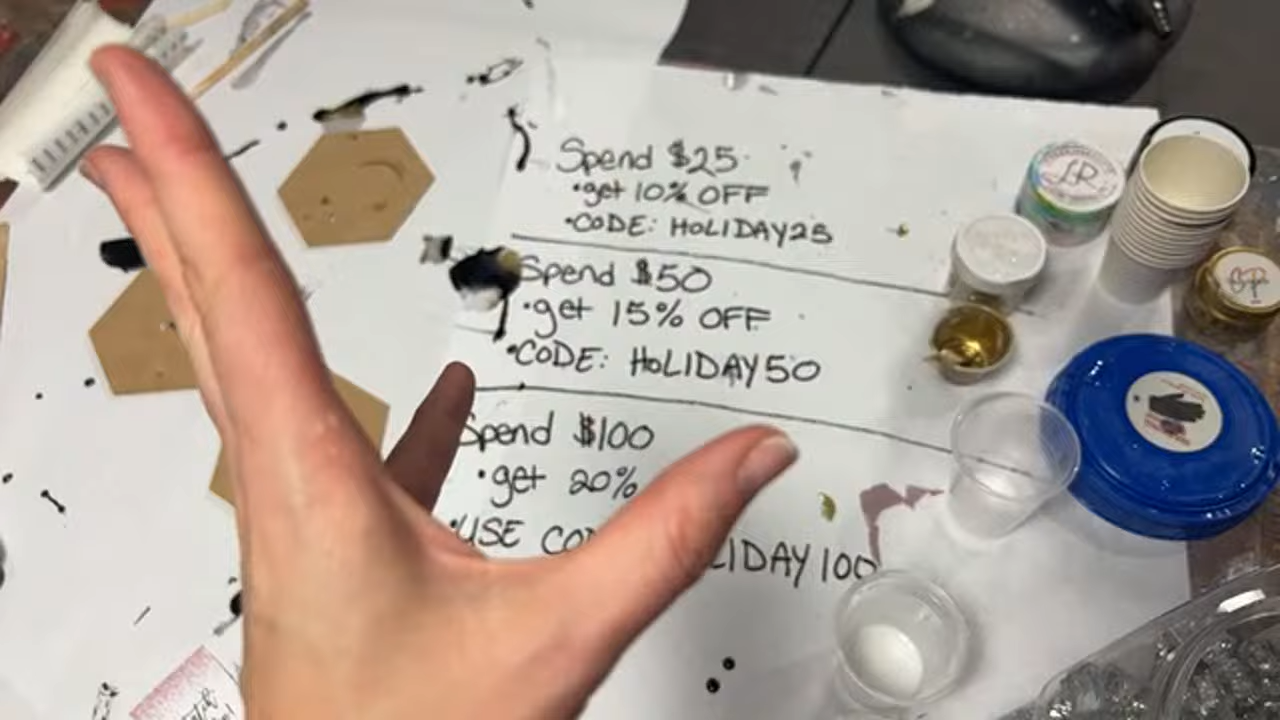 Spend $25
•get 10% OFF
•CODE: HOLIDAY25
Spend $50
•get 15% OFF
•CODE: HOLIDAY50
Spend $100
•get 20%
•USE CO LIDAY100
LR